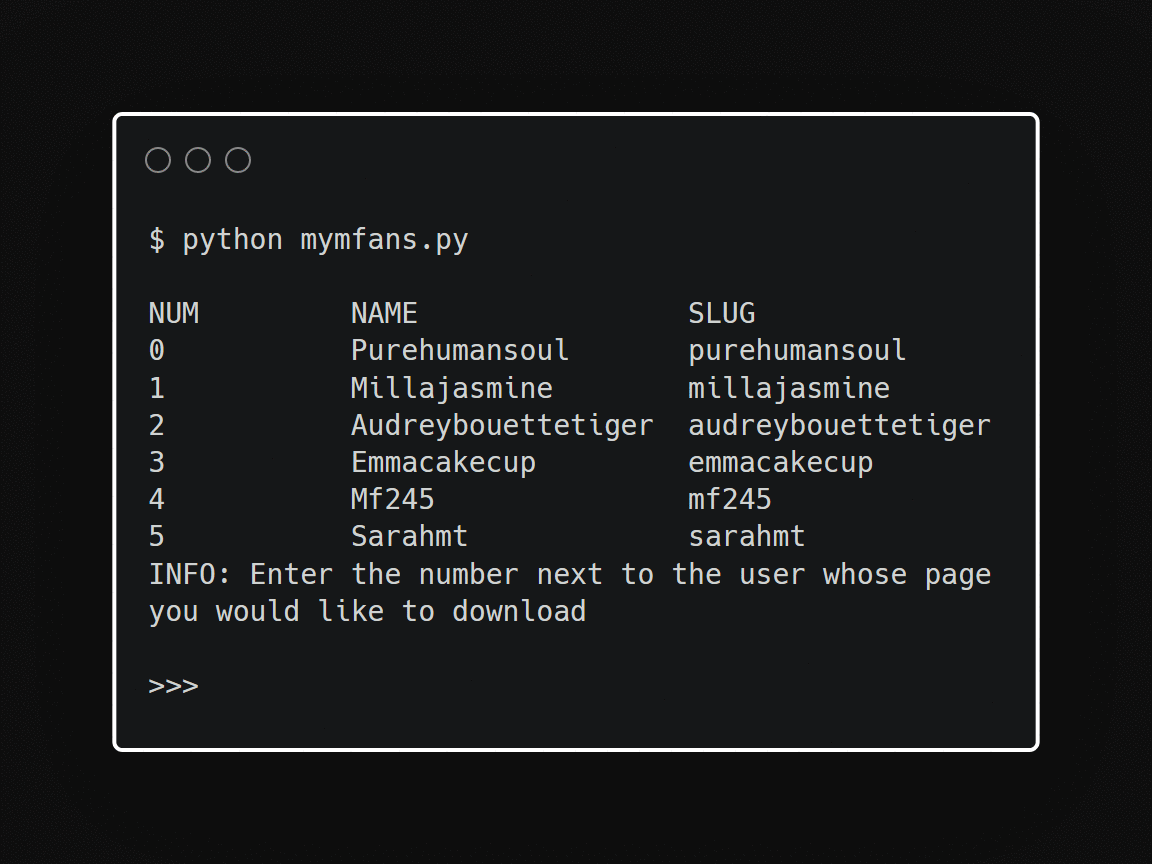 $ python mymfans.py
NUM NAME SLUG
0 Purehumansoul purehumansoul
1 Millajasmine millajasmine
2 Audreybouettetiger audreybouettetiger
3 Emmacakecup emmacakecup
4 Mf245 mf245
5 Sarahmt sarahmt
INFO: Enter the number next to the user whose page
you would like to download
>>>